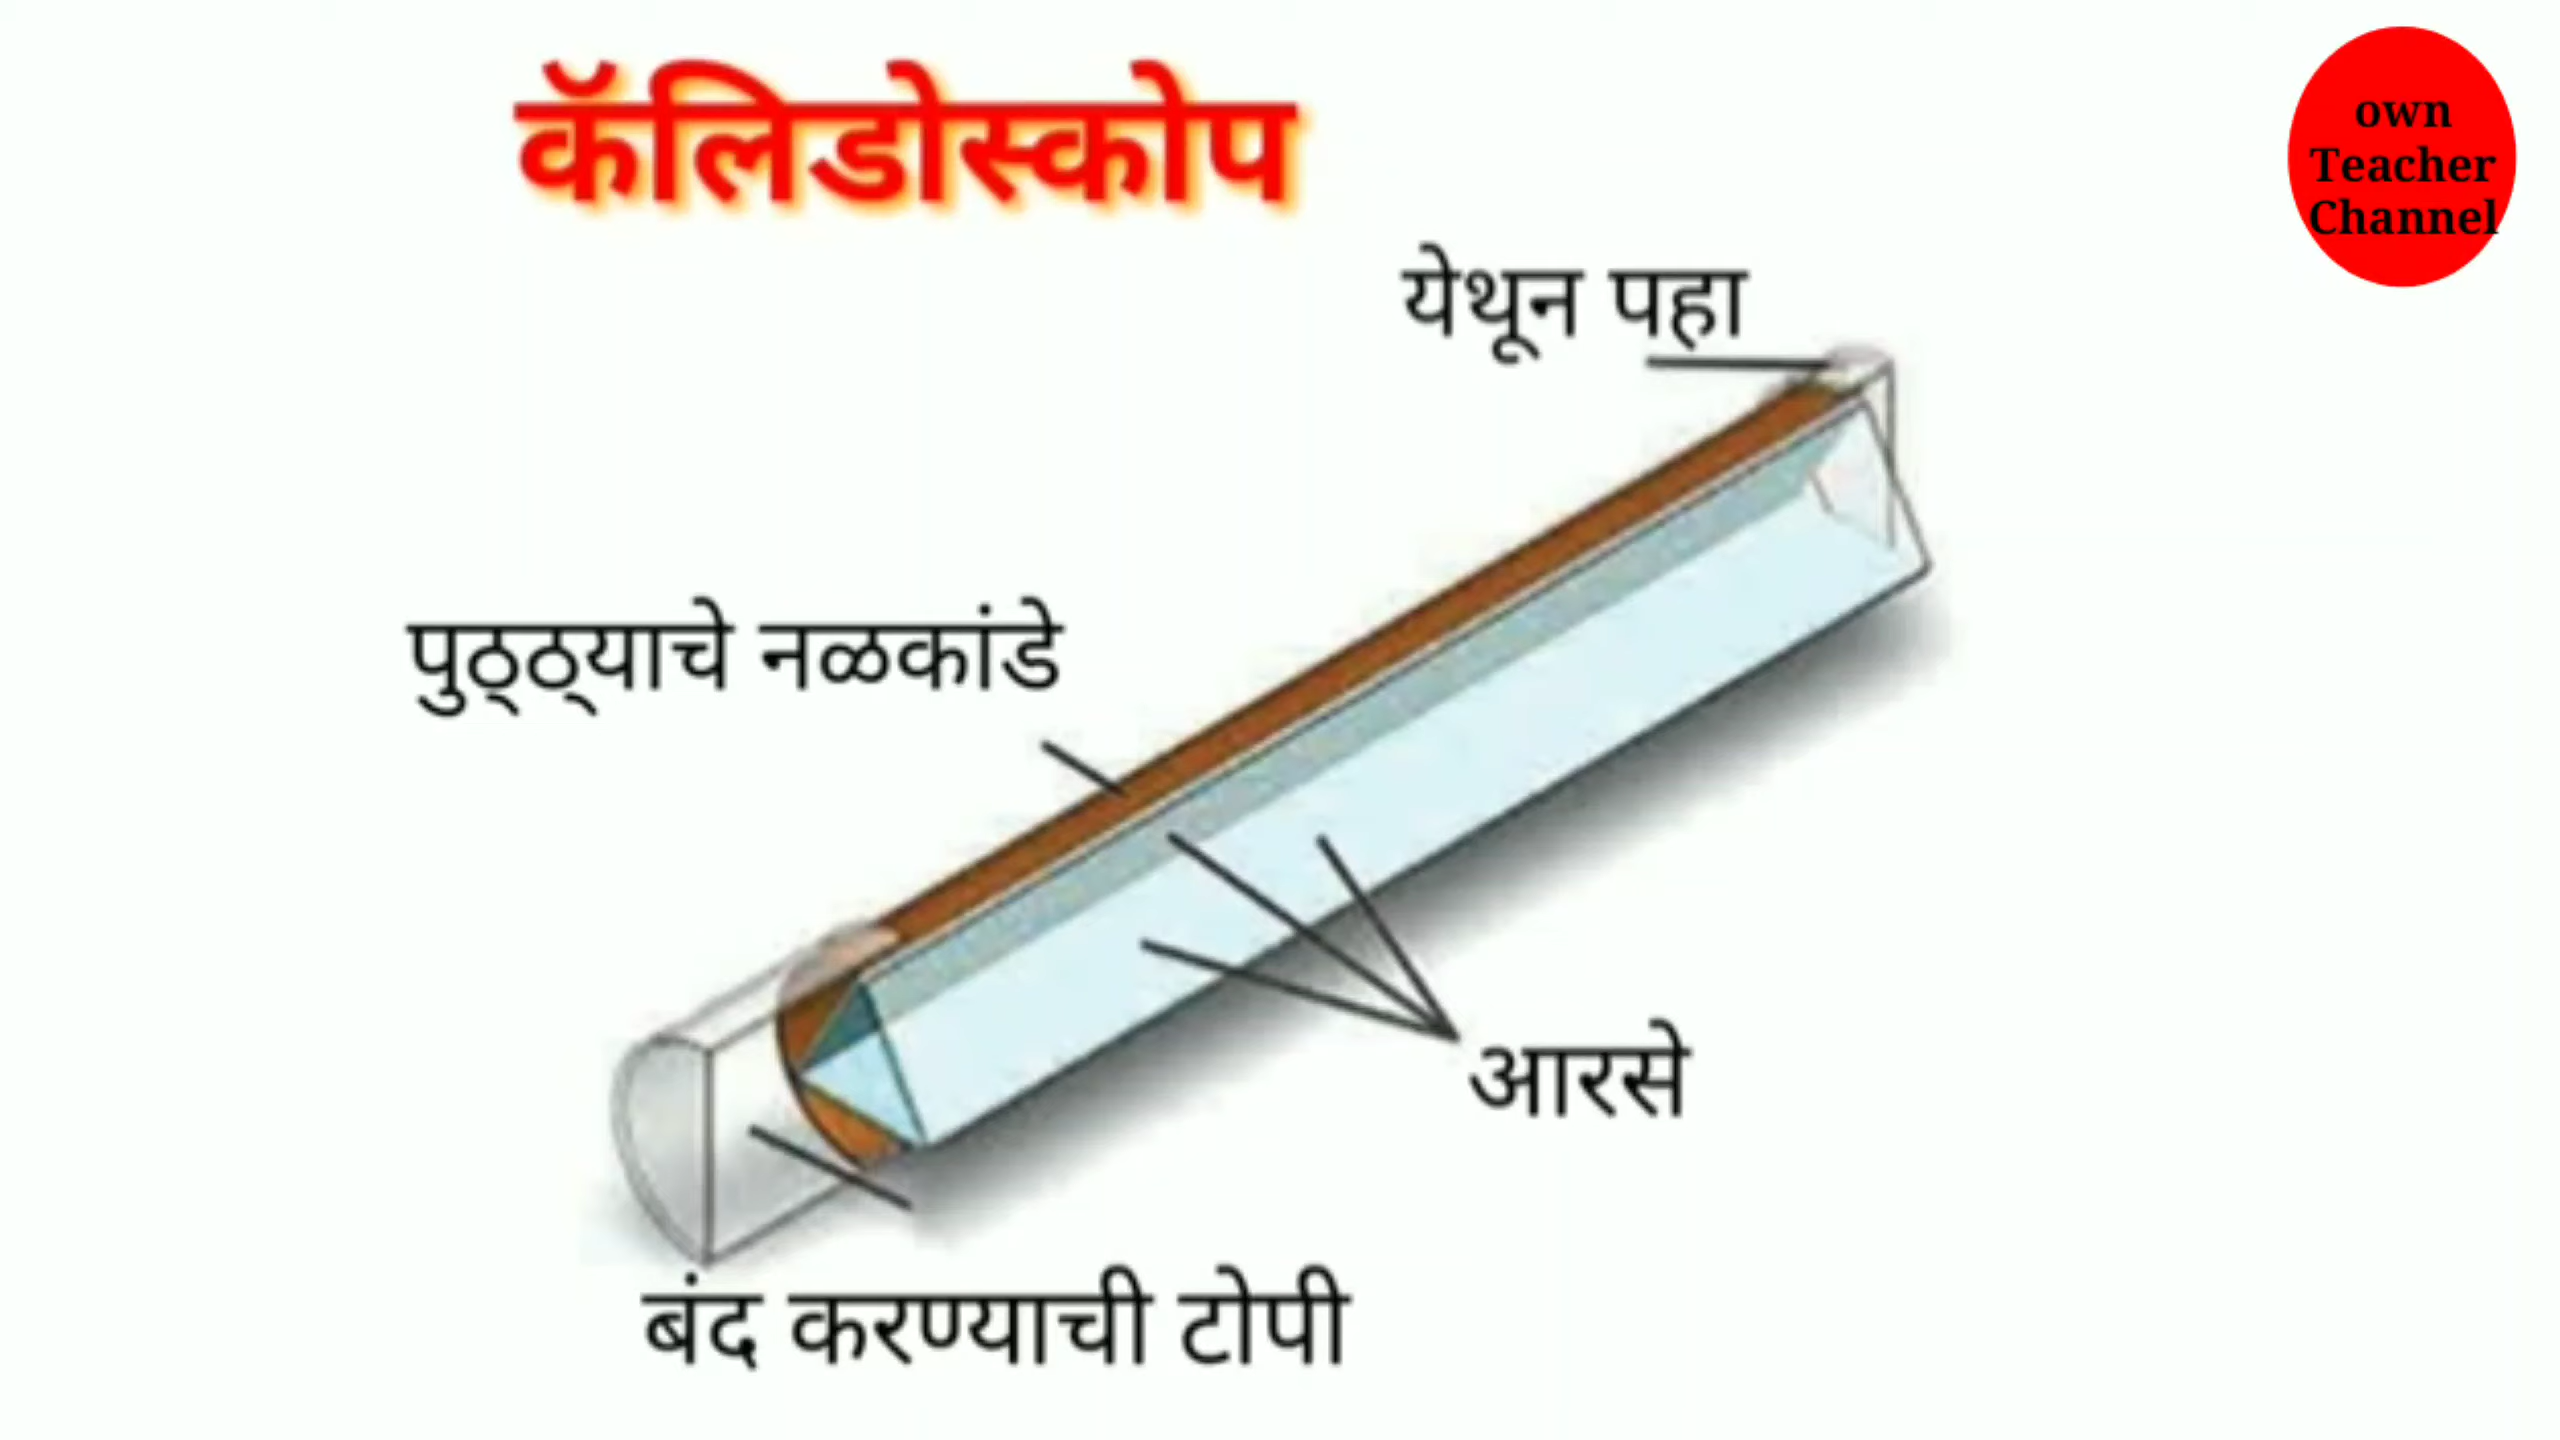 कॅलिडोस्कोप
own
Teacher
Channel
येथून पहा
पुठ्ठ्याचे नळकांडे
आरसे
बंद करण्याची टोपी